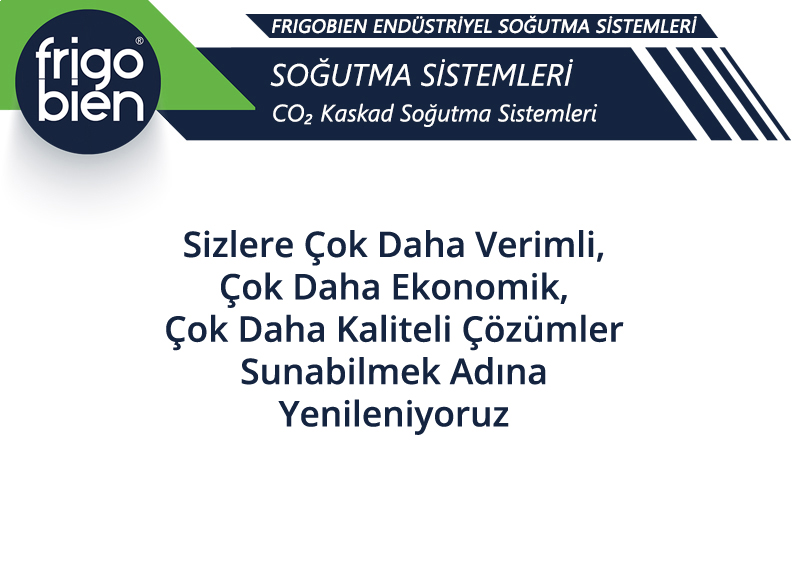 frigo®
bien
FRIGOBIEN ENDÜSTRİYEL SOĞUTMA SİSTEMLERİ
SOĞUTMA SİSTEMLERİ
CO₂ Kaskad Soğutma Sistemleri
Sizlere Çok Daha Verimli,
Çok Daha Ekonomik,
Çok Daha Kaliteli Çözümler
Sunabilmek Adına
Yenileniyoruz